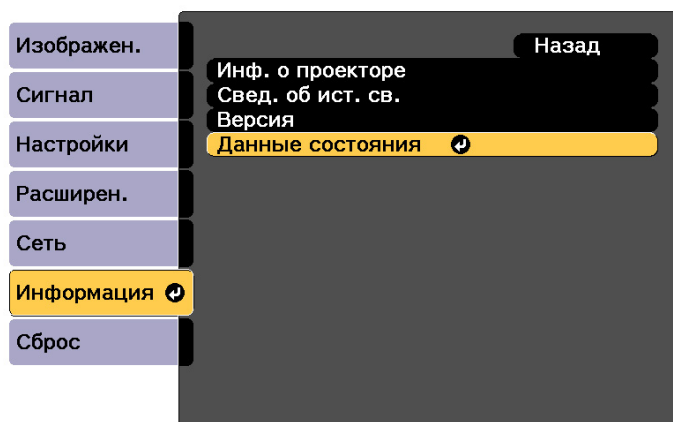 Изображен.
Сигнал
Настройки
Расширен.
Сеть
Информация
Сброс
Назад
Инф. о проекторе
Свед. об ист. св.
Версия
Данные состояния